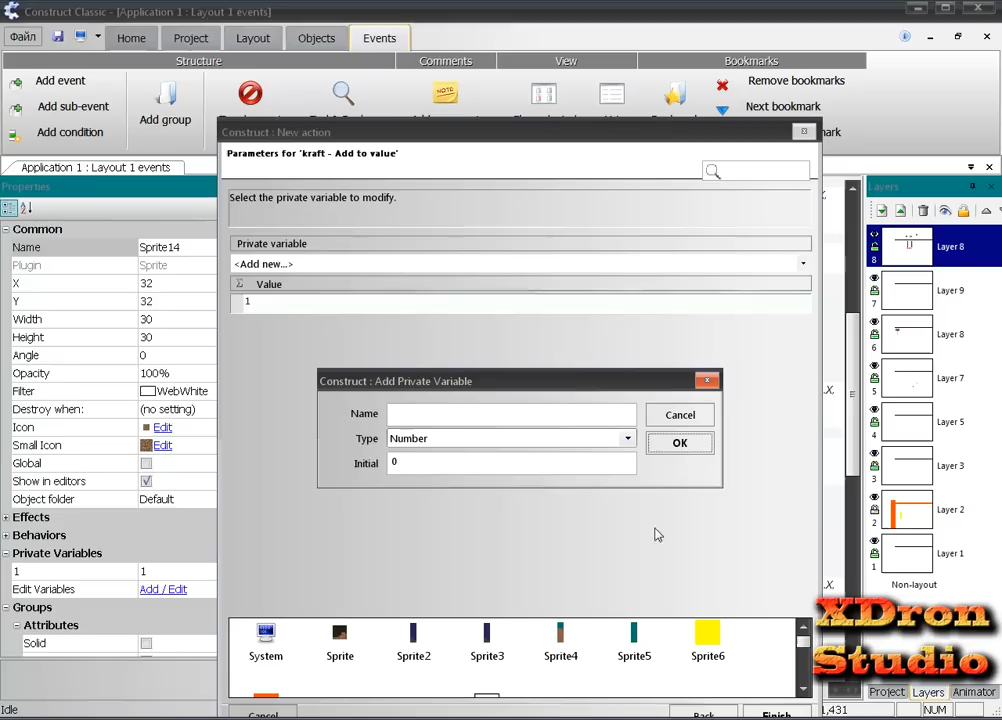 Construct Classic - [Application 1 : Layout 1 events]
Файл
Home
Project
Layout
Objects
Events
Structure
Comments
View
Bookmarks
Add event
Add sub-event
Add condition
Add group
Remove bookmarks
Next bookmark
Construct : New action
Application 1 : Layout 1 events
Parameters for 'kraft - Add to value'
Properties
Layers
Select the private variable to modify.
Common
Name Sprite14
Plugin Sprite
X 32
Y 32
Width 30
Height 30
Angle 0
Opacity 100%
Filter WebWhite
Destroy when: (no setting)
Icon Edit
Small Icon Edit
Global
Show in editors
Object folder Default
Effects
Behaviors
Private Variables
1 1
Edit Variables Add / Edit
Groups
Attributes
Solid
Private variable
<Add new...>
Value
1
Construct : Add Private Variable
Name
Cancel
Type Number
OK
Initial 0
System
Sprite
Sprite2
Sprite3
Sprite4
Sprite5
Sprite6
Cancel
Back
Finish
8 Layer 8
7 Layer 9
6 Layer 8
5 Layer 7
4 Layer 5
3 Layer 3
2 Layer 2
1 Layer 1
Non-layout
XDron
Studio
Project
Layers
Animator
Idle
1,431
NUM